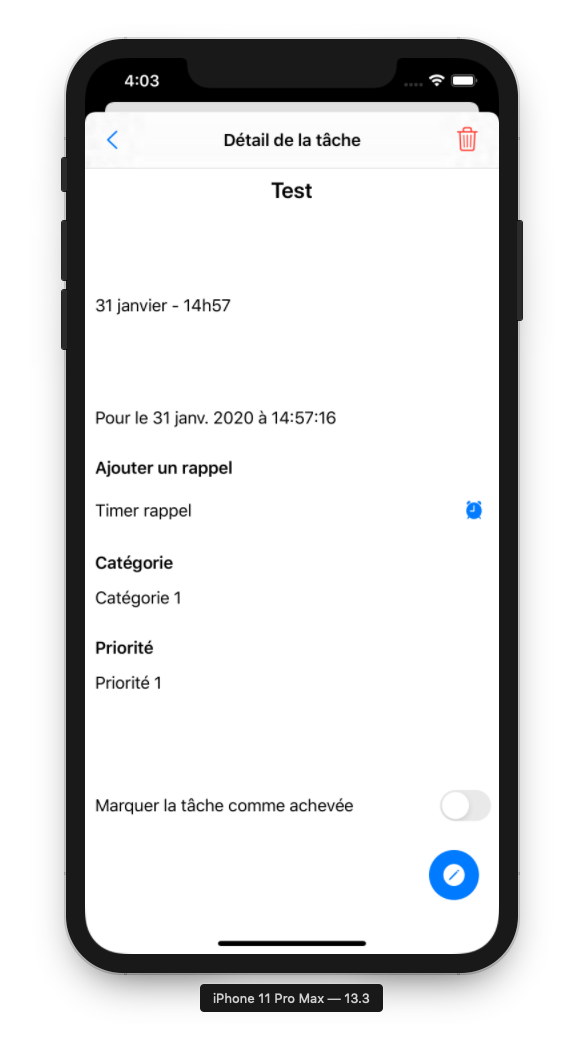 4:03
Détail de la tâche
Test
31 janvier - 14h57
Pour le 31 janv. 2020 à 14:57:16
Ajouter un rappel
Timer rappel
Catégorie
Catégorie 1
Priorité
Priorité 1
Marquer la tâche comme achevée
iPhone 11 Pro Max — 13.3